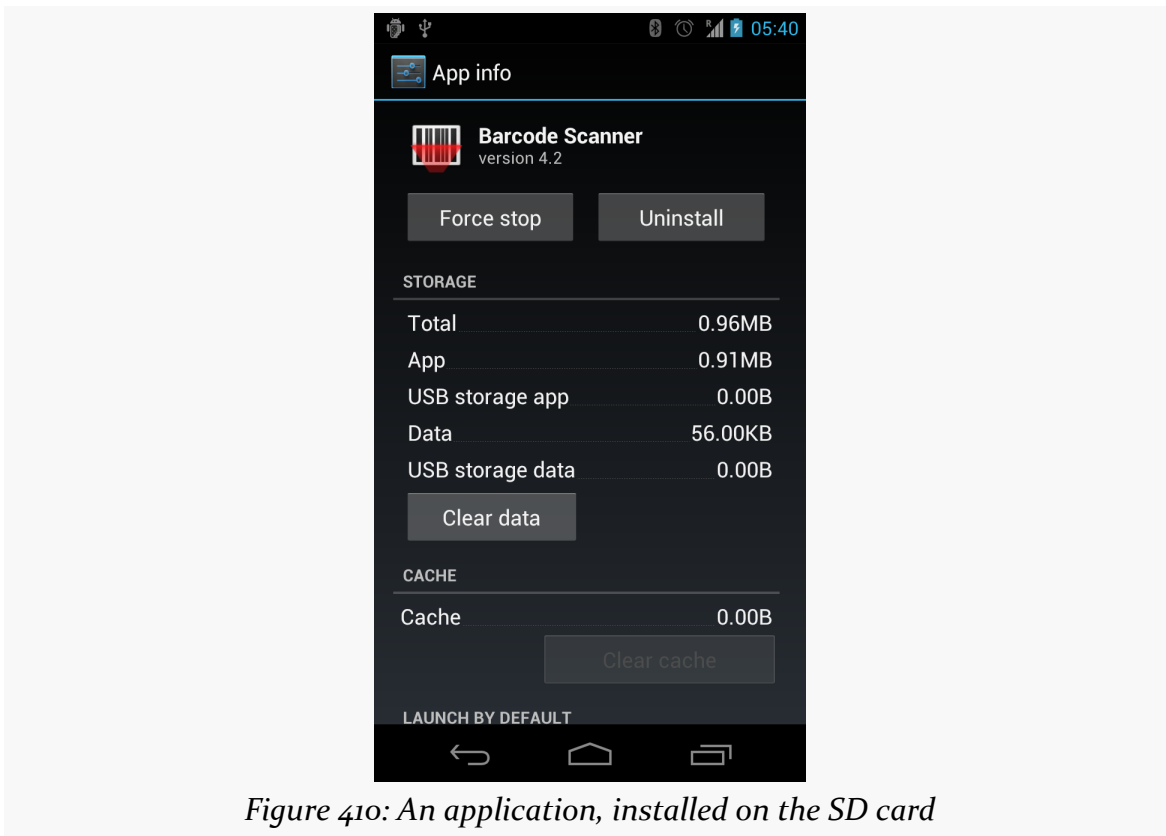 R 05:40
App info
Barcode Scanner
version 4.2
Force stop Uninstall
STORAGE
Total 0.96MB
App 0.91MB
USB storage app 0.00B
Data 56.00KB
USB storage data 0.00B
Clear data
CACHE
Cache 0.00B
Clear cache
LAUNCH BY DEFAULT
Figure 410: An application, installed on the SD card